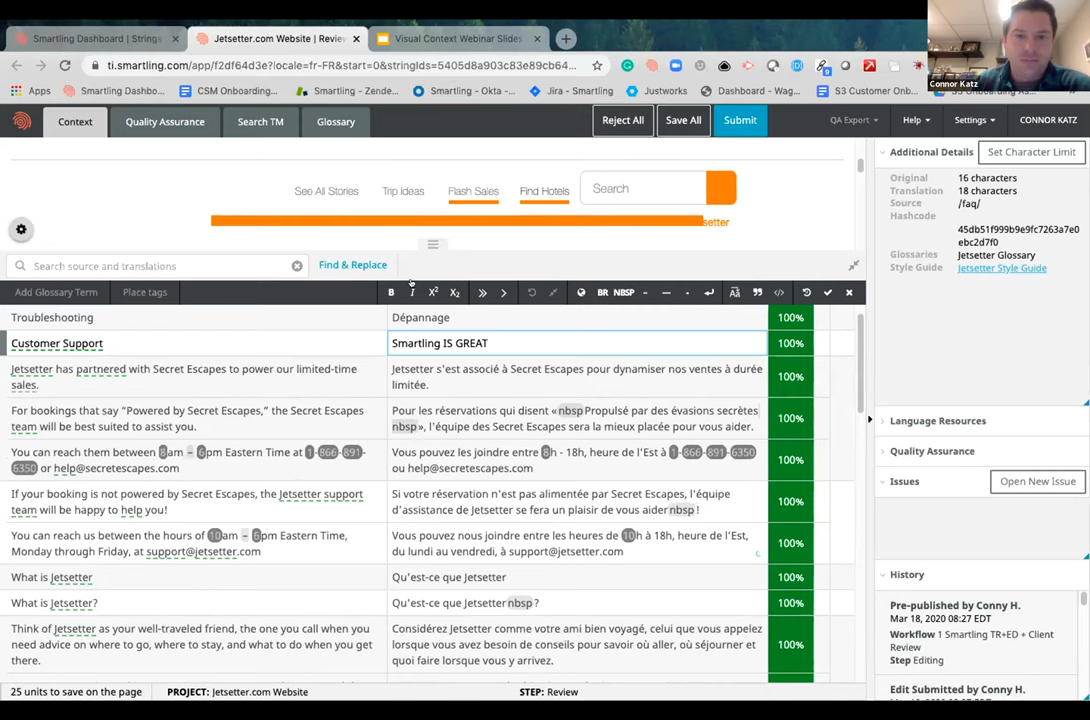 Smartling Dashboard | Strings
Jetsetter.com Website | Review
Visual Context Webinar Slides
ti.smartling.com/app/f2df64d3e?locale=fr-FR&start=0&stringIds=5405d8a903c83e89cb64...
Connor Katz
Apps
Smartling Dashbo...
CSM Onboarding...
Smartling - Zende...
Smartling - Okta -...
Jira - Smartling
Justworks
Dashboard - Wag...
S3 Customer Onb...
S3 Onboarding As...
Context
Quality Assurance
Search TM
Glossary
Reject All
Save All
Submit
QA Export
Help
Settings
CONNOR KATZ
See All Stories
Trip Ideas
Flash Sales
Find Hotels
Search
setter
Search source and translations
Find & Replace
Add Glossary Term
Place tags
B I X² X₂ BR NBSP
Troubleshooting
Dépannage
100%
Customer Support
Smartling IS GREAT
100%
Jetsetter has partnered with Secret Escapes to power our limited-time
sales.
Jetsetter s'est associé à Secret Escapes pour dynamiser nos ventes à durée
limitée.
100%
For bookings that say “Powered by Secret Escapes,” the Secret Escapes
team will be best suited to assist you.
Pour les réservations qui disent « nbsp Propulsé par des évasions secrètes
nbsp », l'équipe des Secret Escapes sera la mieux placée pour vous aider.
100%
You can reach them between 8am – 6pm Eastern Time at 1-866-891-
6350 or help@secretescapes.com
Vous pouvez les joindre entre 8h - 18h, heure de l'Est à 1-866-891-6350
ou help@secretescapes.com
100%
If your booking is not powered by Secret Escapes, the Jetsetter support
team will be happy to help you!
Si votre réservation n'est pas alimentée par Secret Escapes, l'équipe
d'assistance de Jetsetter se fera un plaisir de vous aider nbsp !
100%
You can reach us between the hours of 10am – 6pm Eastern Time,
Monday through Friday, at support@jetsetter.com
Vous pouvez nous joindre entre les heures de 10h à 18h, heure de l'Est,
du lundi au vendredi, à support@jetsetter.com
100%
What is Jetsetter
Qu'est-ce que Jetsetter
100%
What is Jetsetter?
Qu'est-ce que Jetsetter nbsp ?
100%
Think of Jetsetter as your well-traveled friend, the one you call when you
need advice on where to go, where to stay, and what to do when you get
there.
Considérez Jetsetter comme votre ami bien voyagé, celui que vous appelez
lorsque vous avez besoin de conseils pour savoir où aller, où séjourner et
quoi faire lorsque vous y arrivez.
100%
25 units to save on the page
PROJECT: Jetsetter.com Website
STEP: Review
Additional Details
Set Character Limit
Original 16 characters
Translation 18 characters
Source /faq/
Hashcode
45db51f999b9e9fc7263a7e0
ebc2d7f0
Glossaries Jetsetter Glossary
Style Guide Jetsetter Style Guide
Language Resources
Quality Assurance
Issues
Open New Issue
History
Pre-published by Conny H.
Mar 18, 2020 08:27 EDT
Workflow 1 Smartling TR+ED + Client
Review
Step Editing
Edit Submitted by Conny H.